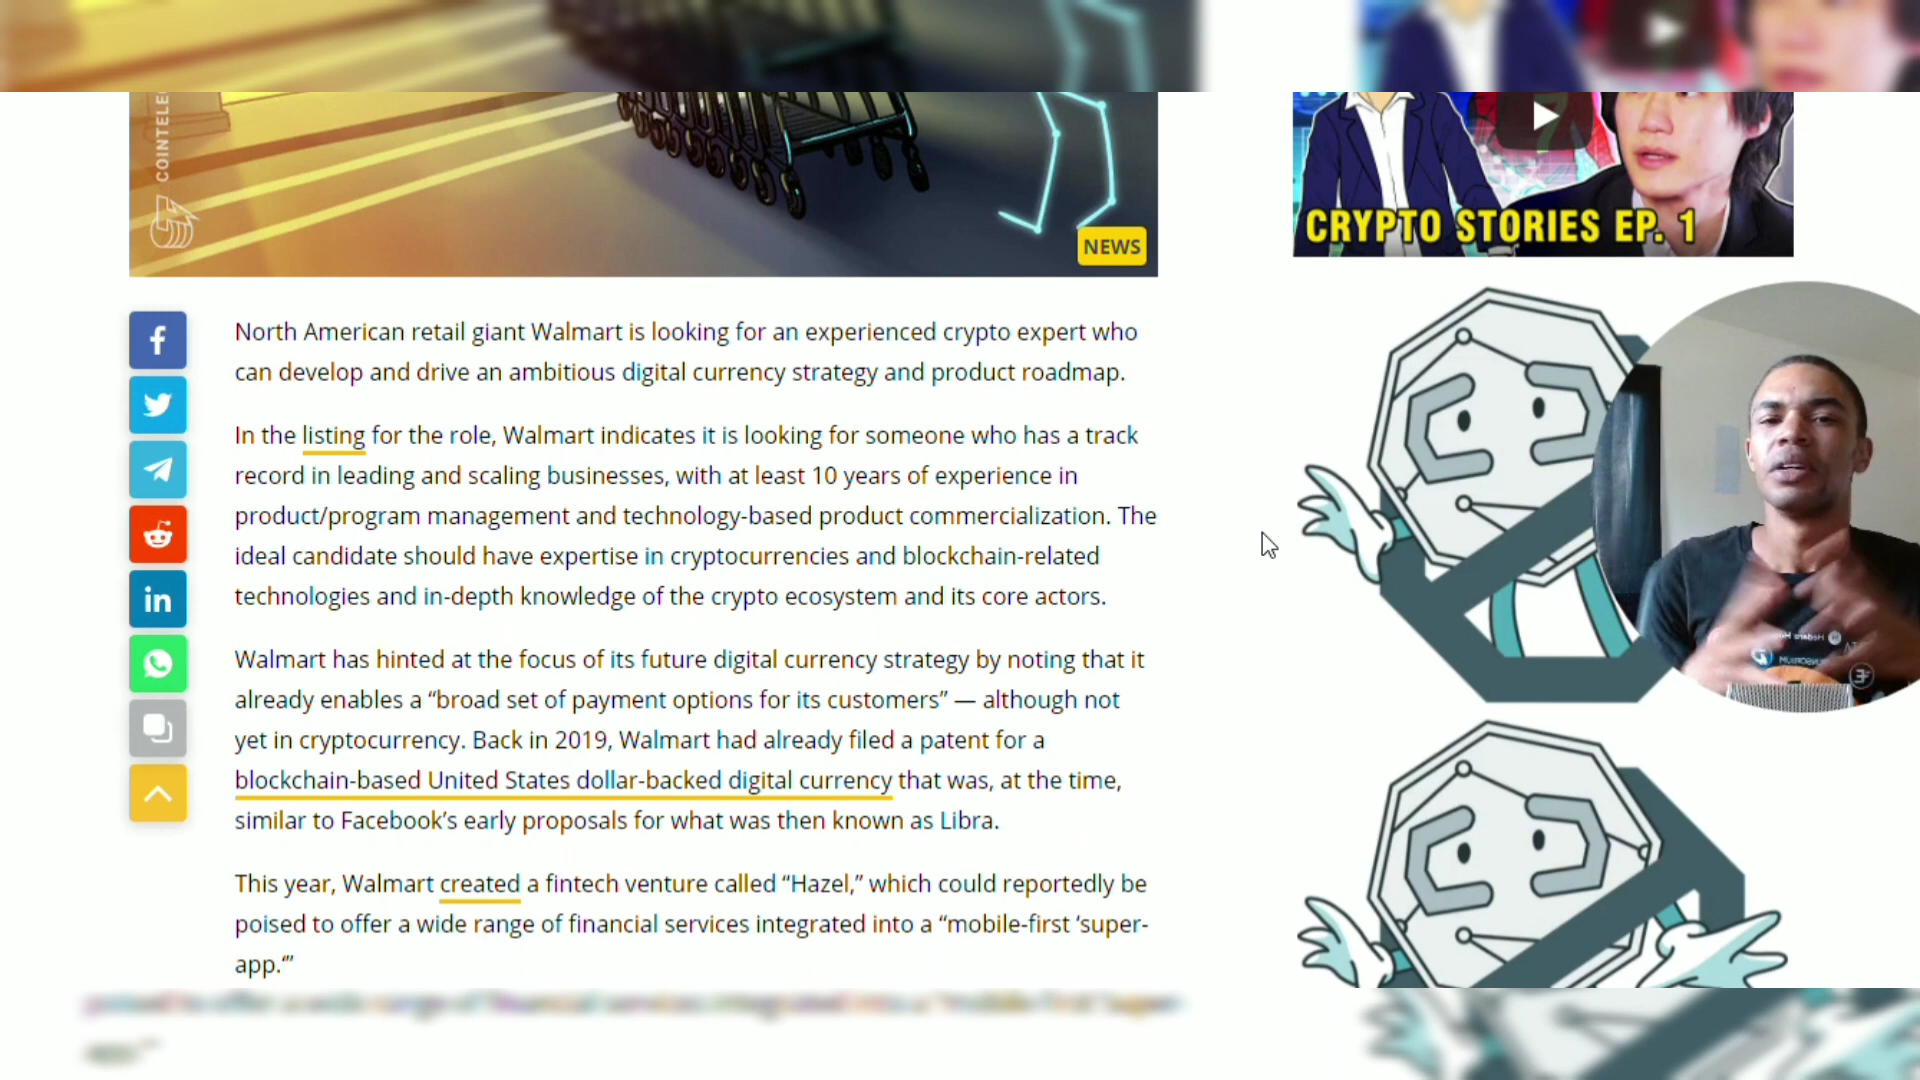 COINTELE
NEWS
CRYPTO STORIES EP. 1
North American retail giant Walmart is looking for an experienced crypto expert who
can develop and drive an ambitious digital currency strategy and product roadmap.
In the listing for the role, Walmart indicates it is looking for someone who has a track
record in leading and scaling businesses, with at least 10 years of experience in
product/program management and technology-based product commercialization. The
ideal candidate should have expertise in cryptocurrencies and blockchain-related
technologies and in-depth knowledge of the crypto ecosystem and its core actors.
Walmart has hinted at the focus of its future digital currency strategy by noting that it
already enables a “broad set of payment options for its customers” — although not
yet in cryptocurrency. Back in 2019, Walmart had already filed a patent for a
blockchain-based United States dollar-backed digital currency that was, at the time,
similar to Facebook’s early proposals for what was then known as Libra.
This year, Walmart created a fintech venture called “Hazel,” which could reportedly be
poised to offer a wide range of financial services integrated into a “mobile-first ‘super-
app.‘”